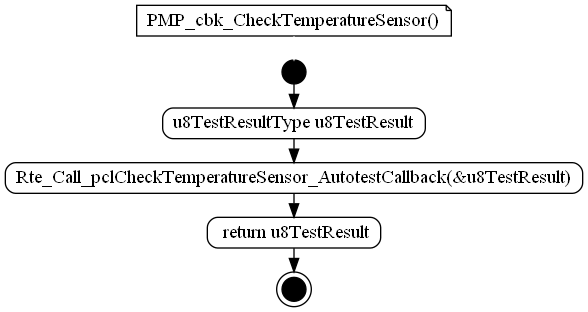 PMP_cbk_CheckTemperatureSensor()
u8TestResultType u8TestResult
Rte_Call_pclCheckTemperatureSensor_AutotestCallback(&u8TestResult)
return u8TestResult